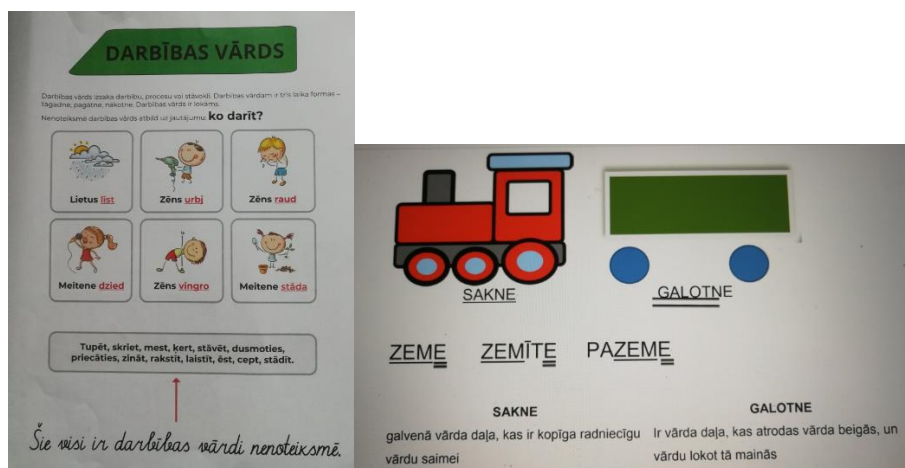 DARBĪBAS VĀRDS
Darbības vārds izsaka darbību, procesu vai stāvokli. Darbības vārdam ir trīs laika formas –
tagadne, pagātne, nākotne. Darbības vārds ir lokāms.
Nenoteiksmē darbības vārds atbild uz jautājumu: ko darīt?
Lietus līst
Zēns urbj
Zēns raud
Meitene dzied
Zēns vingro
Meitene stāda
Tupēt, skriet, mest, ķert, stāvēt, dusmoties,
priecāties, zināt, rakstīt, laistīt, ēst, cept, stādīt.
Šie visi ir darbības vārdi nenoteiksmē.
SAKNE
GALOTNE
ZEME ZEMĪTE PAZEME
SAKNE
galvenā vārda daļa, kas ir kopīga radniecīgu
vārdu saimei
GALOTNE
Ir vārda daļa, kas atrodas vārda beigās, un
vārdu lokot tā mainās